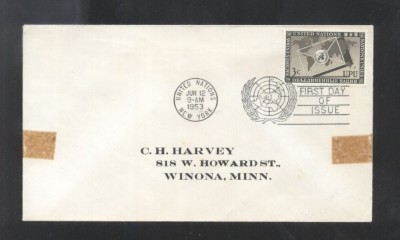 UNITED NATIONS
3c
UPU
UNITED NATIONS
JUN 12
9-AM
1953
NEW YORK
FIRST DAY
OF
ISSUE
C. H. HARVEY
818 W. HOWARD ST.,
WINONA, MINN.